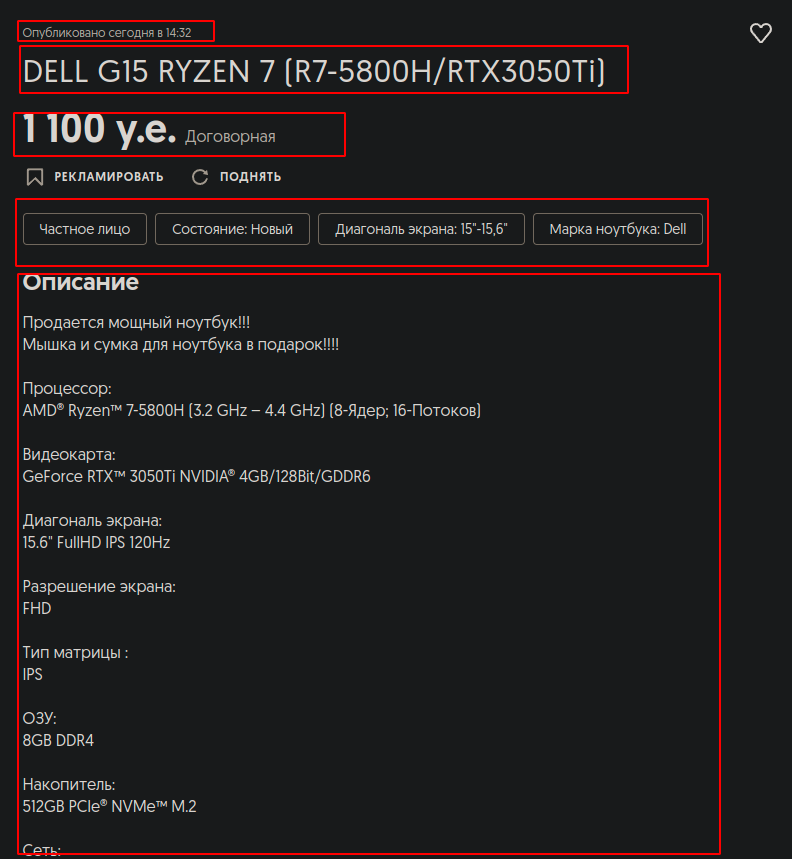 Опубликовано сегодня в 14:32
DELL G15 RYZEN 7 (R7-5800H/RTX3050Ti)
1 100 у.е. Договорная
РЕКЛАМИРОВАТЬ ПОДНЯТЬ
Частное лицо Состояние: Новый Диагональ экрана: 15"-15,6" Марка ноутбука: Dell
Описание
Продается мощный ноутбук!!!
Мышка и сумка для ноутбука в подарок!!!!
Процессор:
AMD® Ryzen™ 7-5800H (3.2 GHz – 4.4 GHz) (8-Ядер; 16-Потоков)
Видеокарта:
GeForce RTX™ 3050Ti NVIDIA® 4GB/128Bit/GDDR6
Диагональ экрана:
15.6" FullHD IPS 120Hz
Разрешение экрана:
FHD
Тип матрицы :
IPS
ОЗУ:
8GB DDR4
Накопитель:
512GB PCIe® NVMe™ M.2
Сеть: